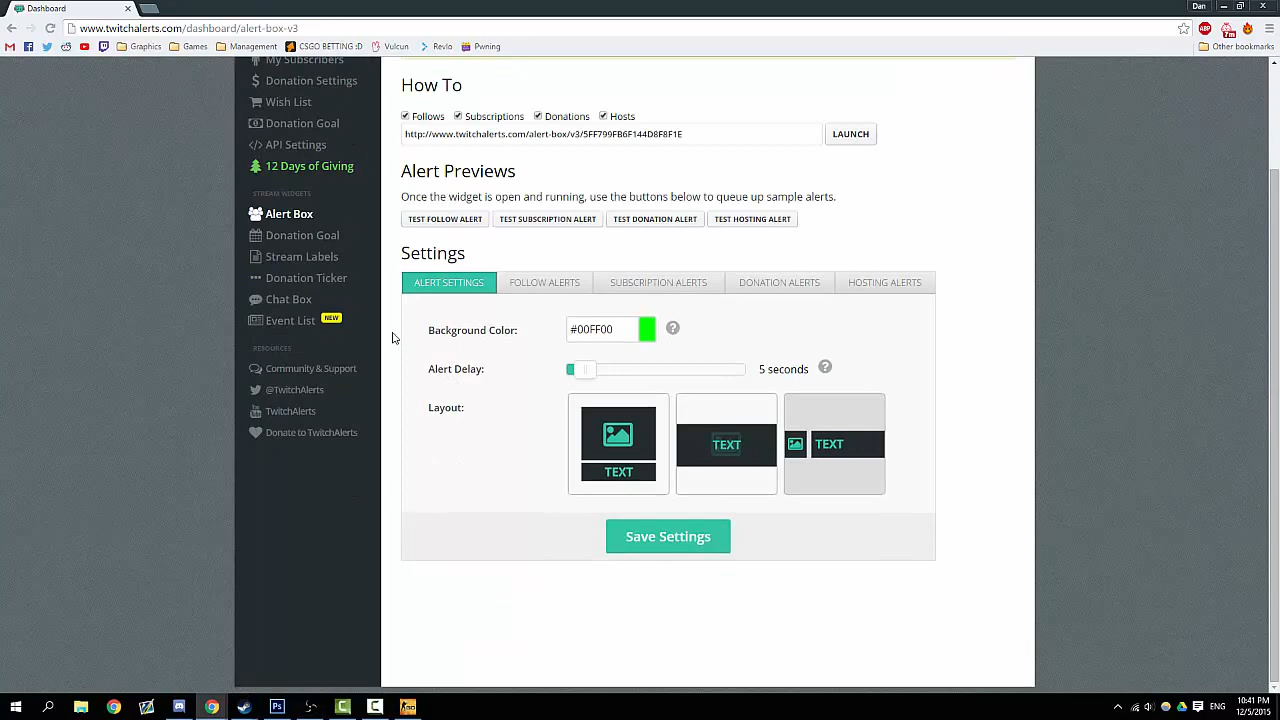 Dashboard
Dan
www.twitchalerts.com/dashboard/alert-box-v3
Graphics
Games
Management
CSGO BETTING :D
Vulcun
Revlo
Pwning
Other bookmarks
My Subscribers
Donation Settings
Wish List
Donation Goal
API Settings
12 Days of Giving
STREAM WIDGETS
Alert Box
Donation Goal
Stream Labels
Donation Ticker
Chat Box
Event List NEW
RESOURCES
Community & Support
@TwitchAlerts
TwitchAlerts
Donate to TwitchAlerts
How To
Follows Subscriptions Donations Hosts
http://www.twitchalerts.com/alert-box/v3/5FF799FB6F144D8F8F1E
LAUNCH
Alert Previews
Once the widget is open and running, use the buttons below to queue up sample alerts.
TEST FOLLOW ALERT TEST SUBSCRIPTION ALERT TEST DONATION ALERT TEST HOSTING ALERT
Settings
ALERT SETTINGS FOLLOW ALERTS SUBSCRIPTION ALERTS DONATION ALERTS HOSTING ALERTS
Background Color: #00FF00 ?
Alert Delay: 5 seconds ?
Layout:
TEXT
TEXT
TEXT
Save Settings
ENG
10:41 PM
12/5/2015